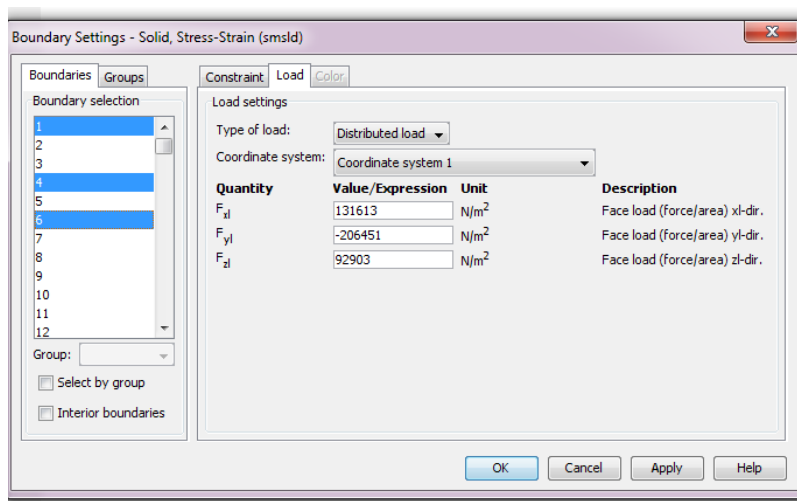 Boundary Settings - Solid, Stress-Strain (smsld)
Boundaries Groups
Boundary selection
1
2
3
4
5
6
7
8
9
10
11
12
Group:
Select by group
Interior boundaries
Constraint Load Color
Load settings
Type of load: Distributed load
Coordinate system: Coordinate system 1
Quantity Value/Expression Unit Description
Fxl 131613 N/m2 Face load (force/area) xl-dir.
Fyl -206451 N/m2 Face load (force/area) yl-dir.
Fzl 92903 N/m2 Face load (force/area) zl-dir.
OK Cancel Apply Help